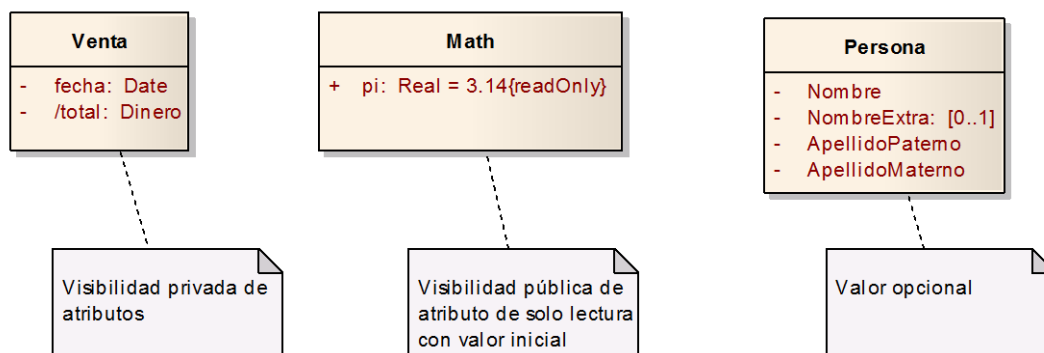 Venta
- fecha: Date
- /total: Dinero
Visibilidad privada de
atributos
Math
+ pi: Real = 3.14{readOnly}
Visibilidad pública de
atributo de solo lectura
con valor inicial
Persona
- Nombre
- NombreExtra: [0..1]
- ApellidoPaterno
- ApellidoMaterno
Valor opcional